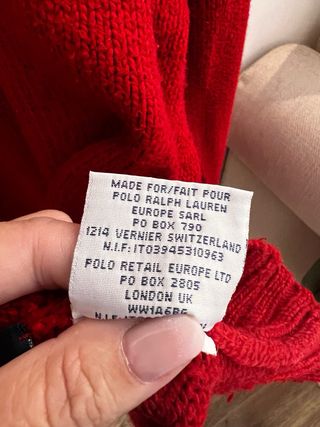 MADE FOR/FAIT POUR
POLO RALPH LAUREN
EUROPE SARL
PO BOX 790
1214 VERNIER SWITZERLAND
N.I.F: IT03945310963
POLO RETAIL EUROPE LTD
PO BOX 2805
LONDON UK
WW1A6BG
N.I.F